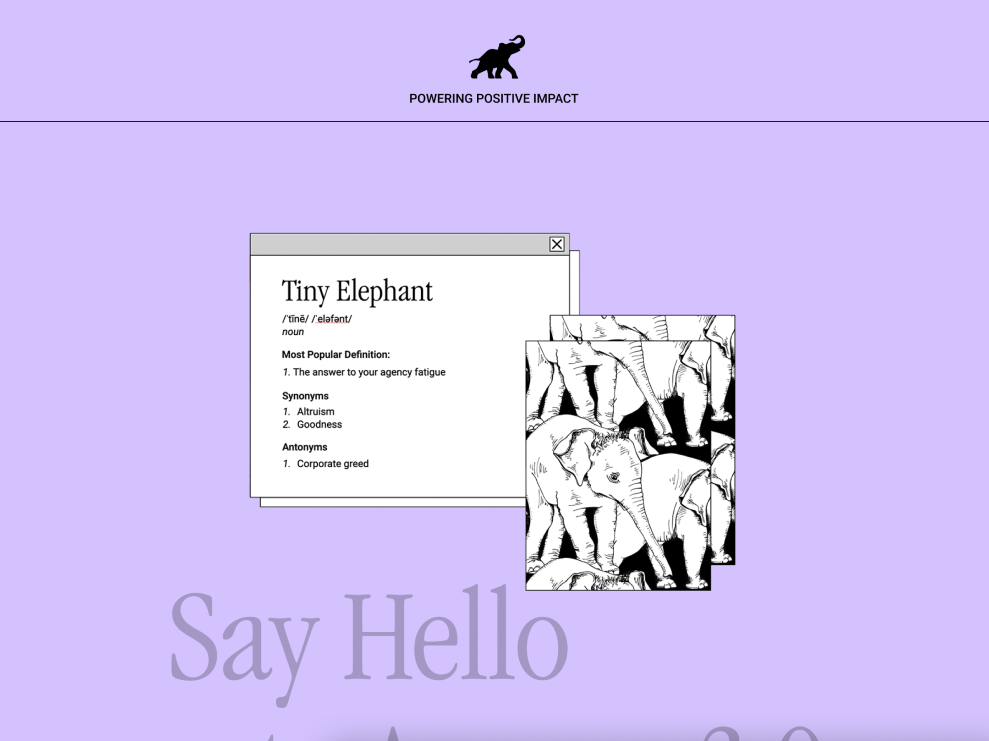 POWERING POSITIVE IMPACT
Tiny Elephant
/ˈtīnē/ /ˈeləfənt/
noun
Most Popular Definition:
1. The answer to your agency fatigue
Synonyms
1. Altruism
2. Goodness
Antonyms
1. Corporate greed
Say Hello